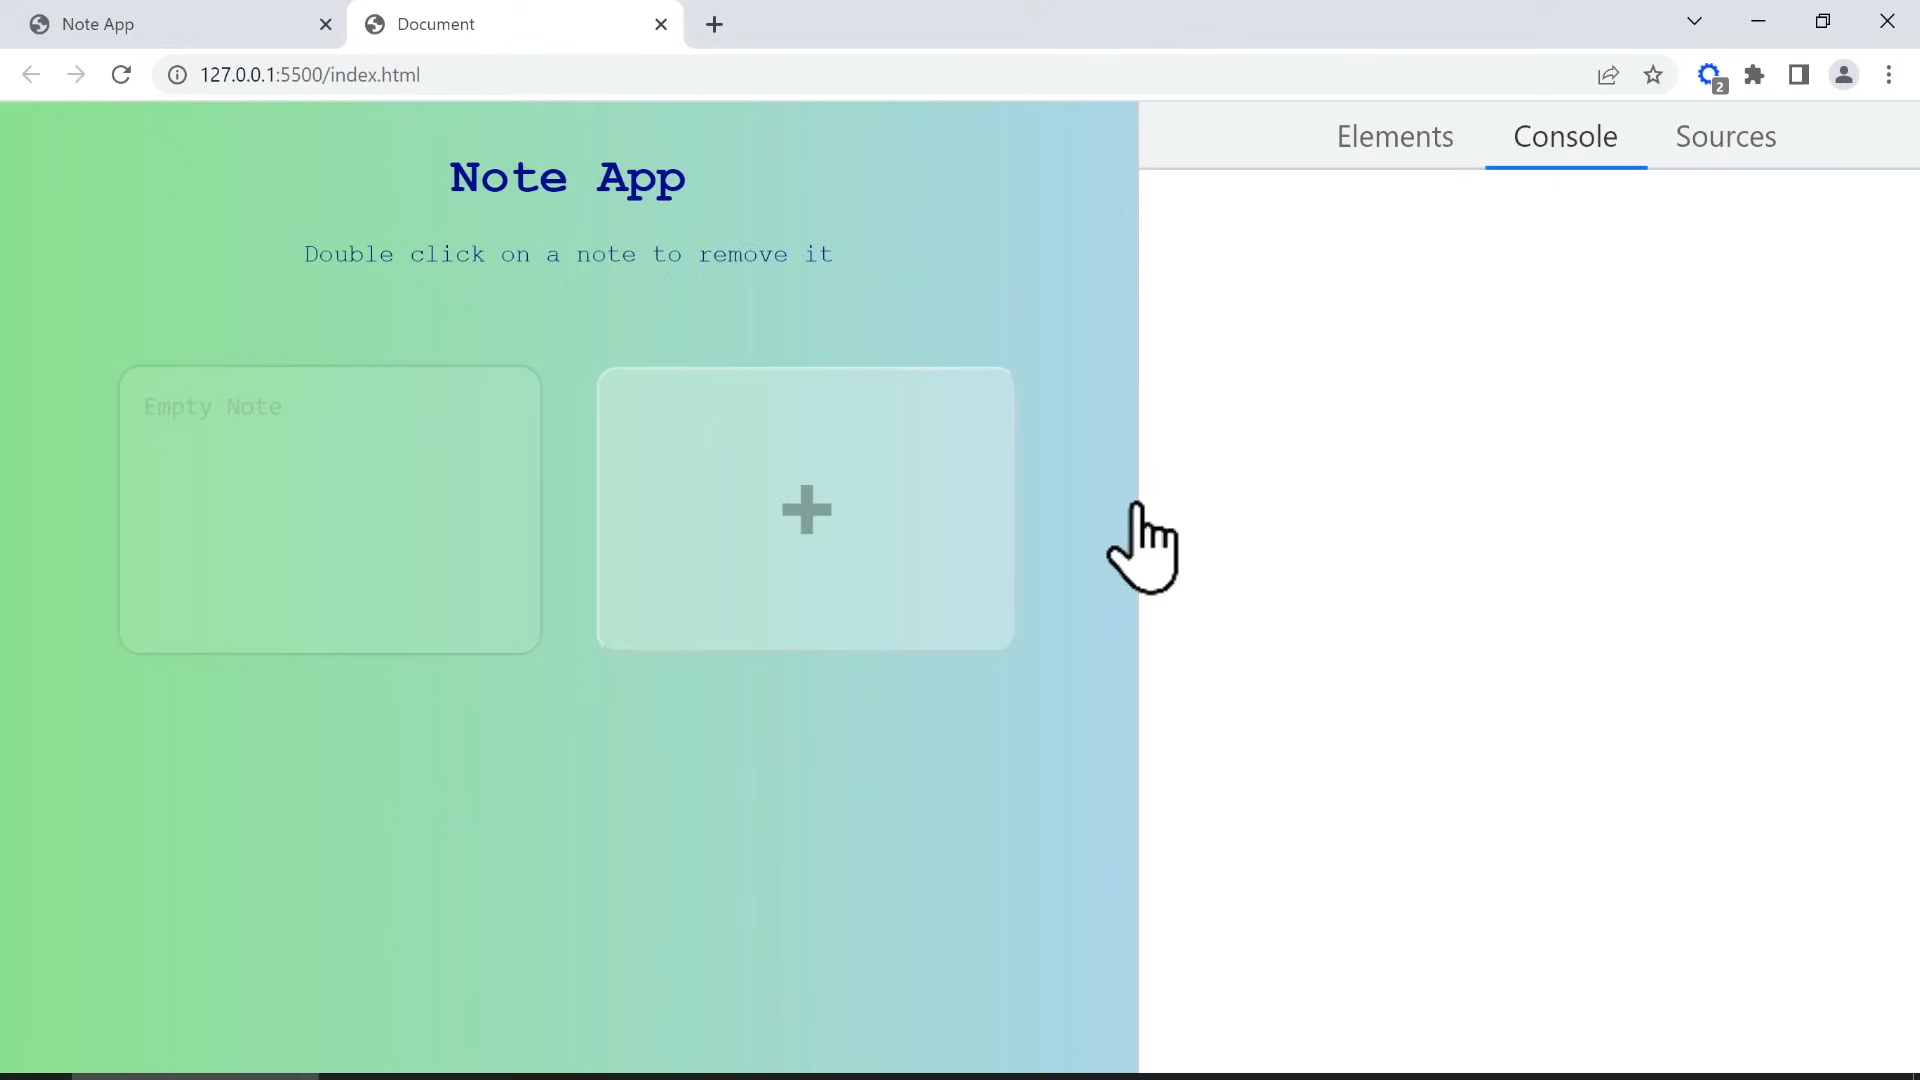 Note App
Document
127.0.0.1:5500/index.html
2
Elements
Console
Sources
Note App
Double click on a note to remove it
Empty Note
+